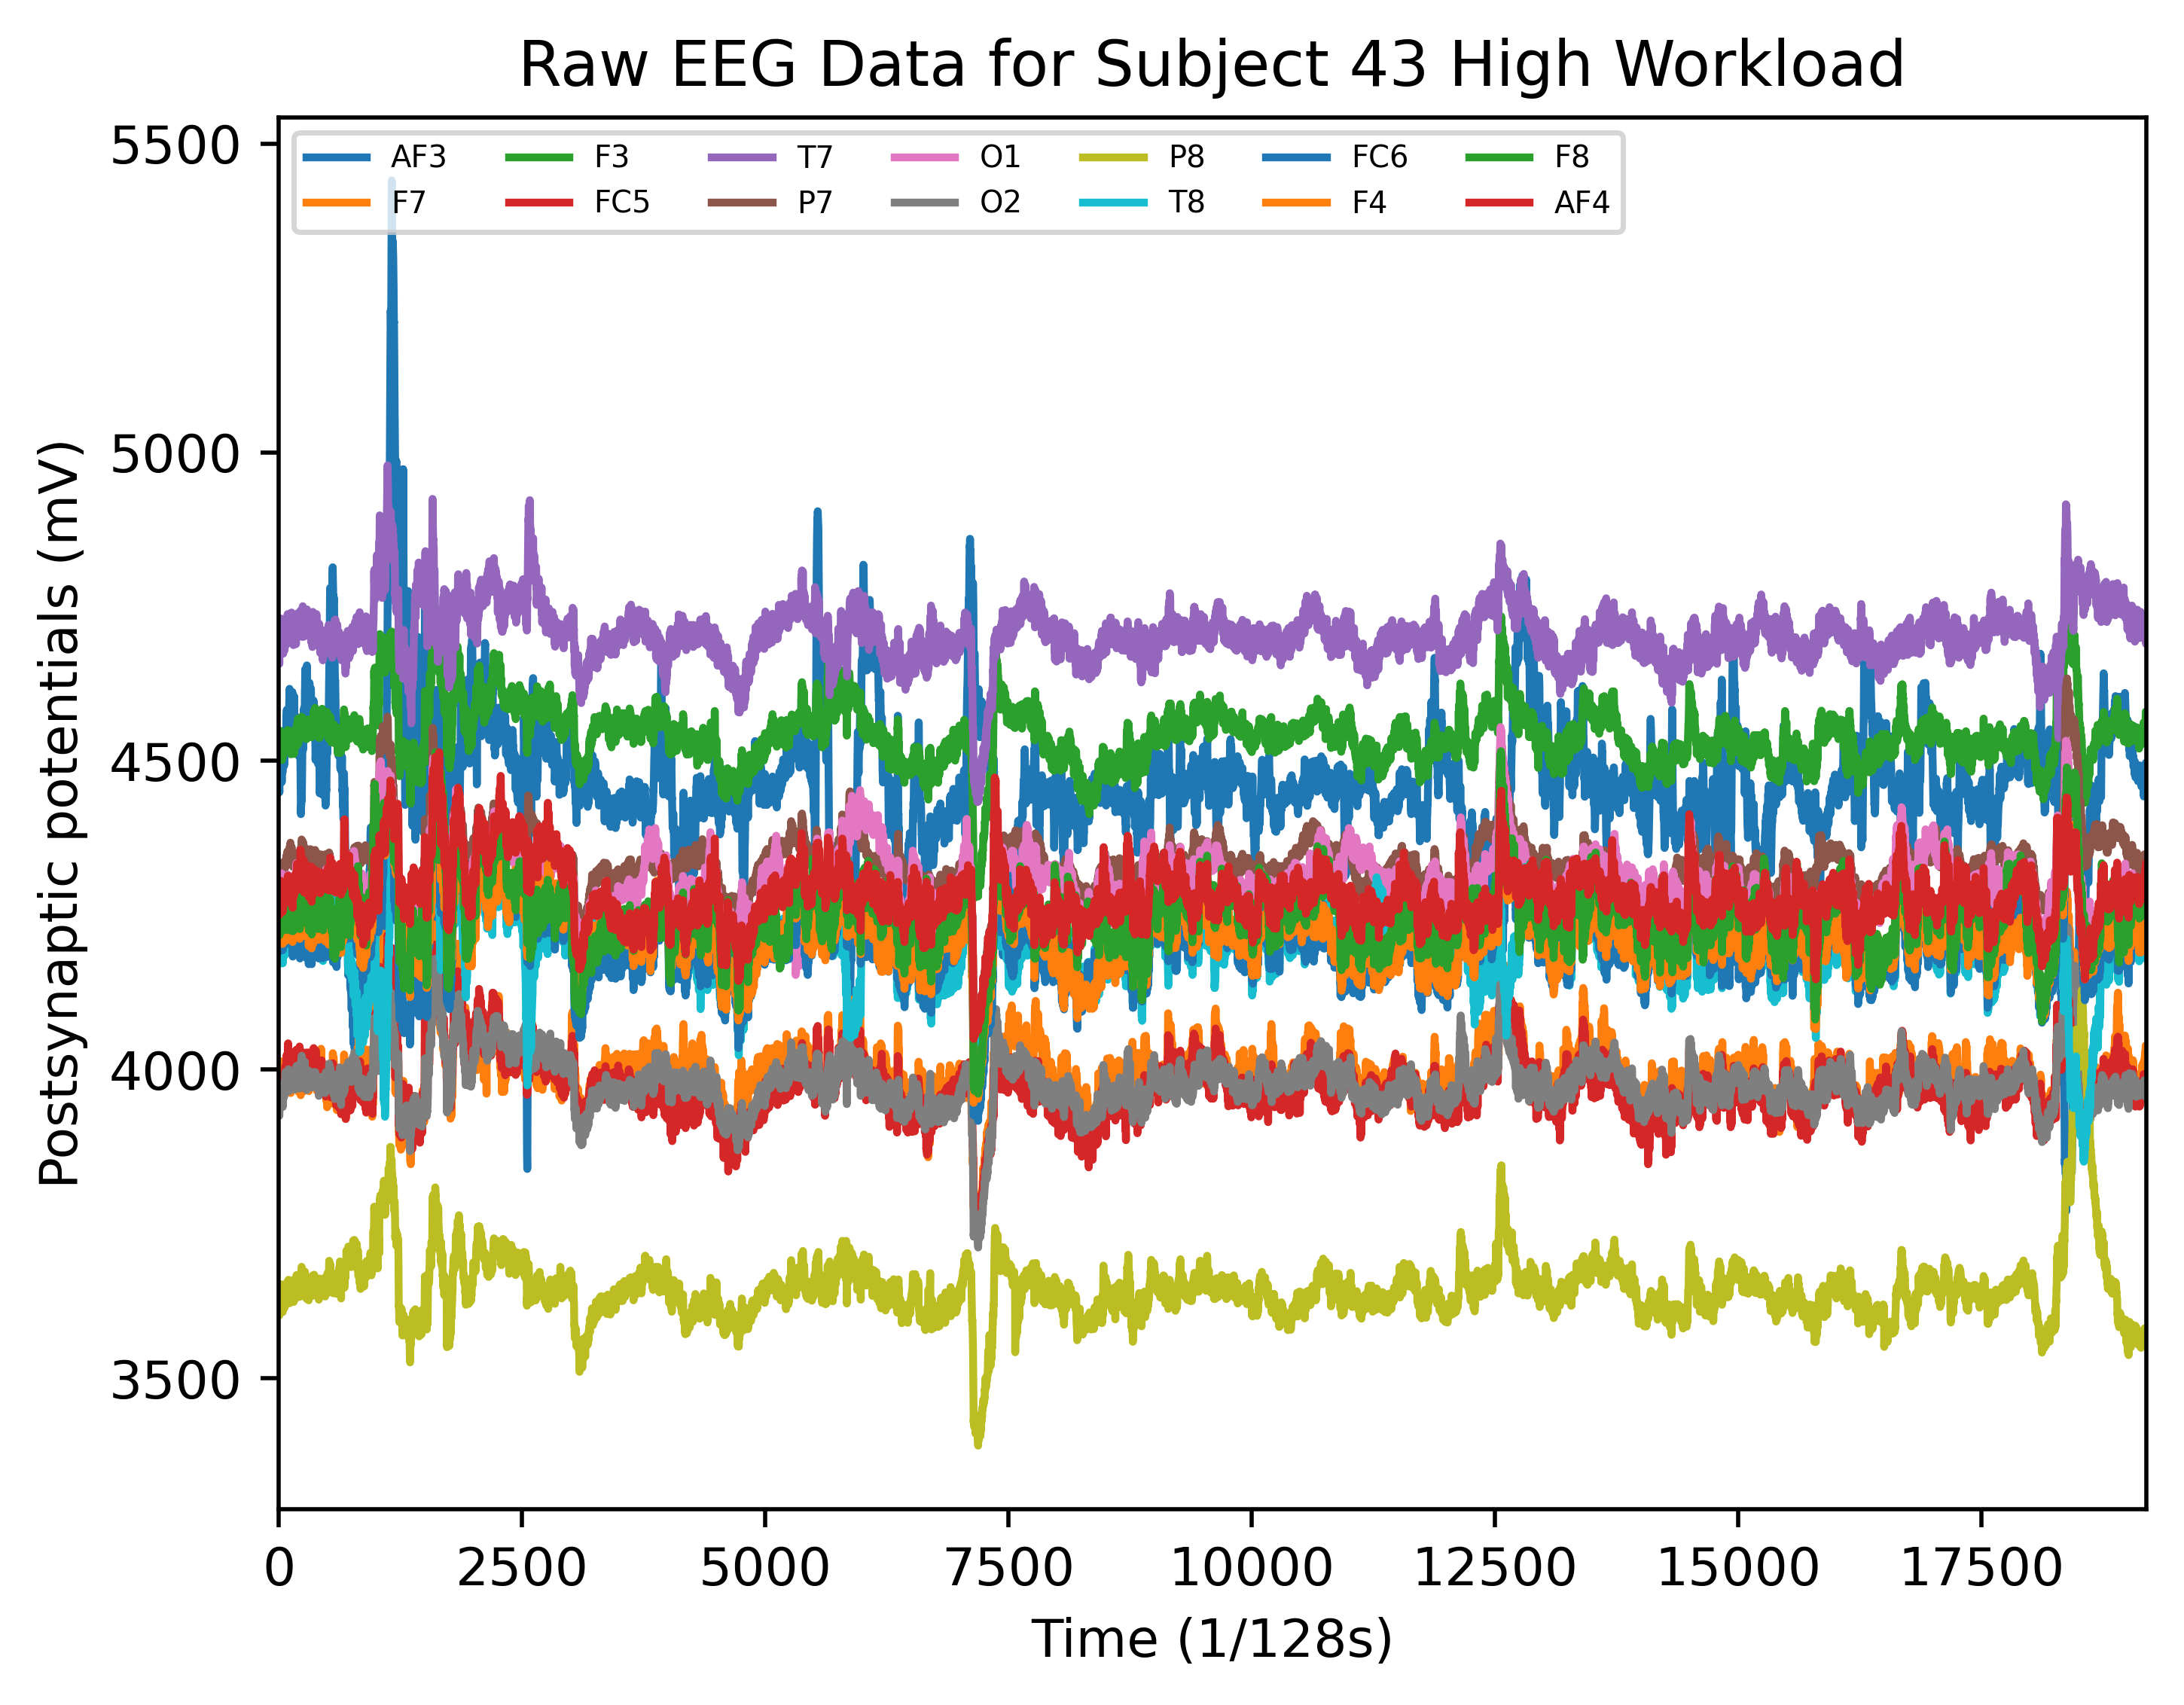 Raw EEG Data for Subject 43 High Workload
AF3 F3 T7 O1 P8 FC6 F8
F7 FC5 P7 O2 T8 F4 AF4
5500
5000
4500
4000
3500
Postsynaptic potentials (mV)
0 2500 5000 7500 10000 12500 15000 17500
Time (1/128s)